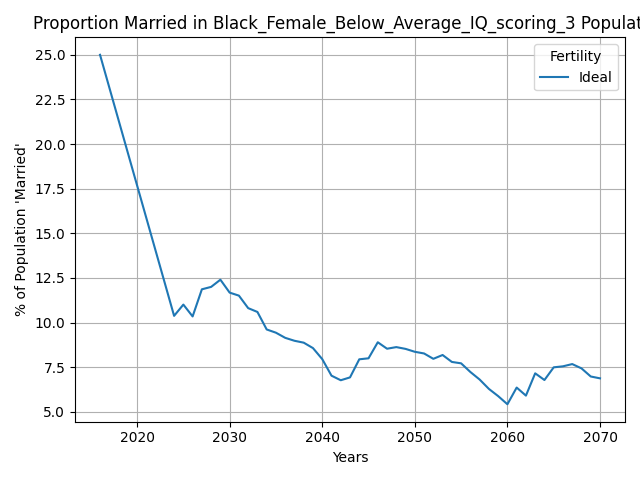 Proportion Married in Black_Female_Below_Average_IQ_scoring_3 Populat
Fertility
Ideal
% of Population 'Married'
25.0
22.5
20.0
17.5
15.0
12.5
10.0
7.5
5.0
2020 2030 2040 2050 2060 2070
Years